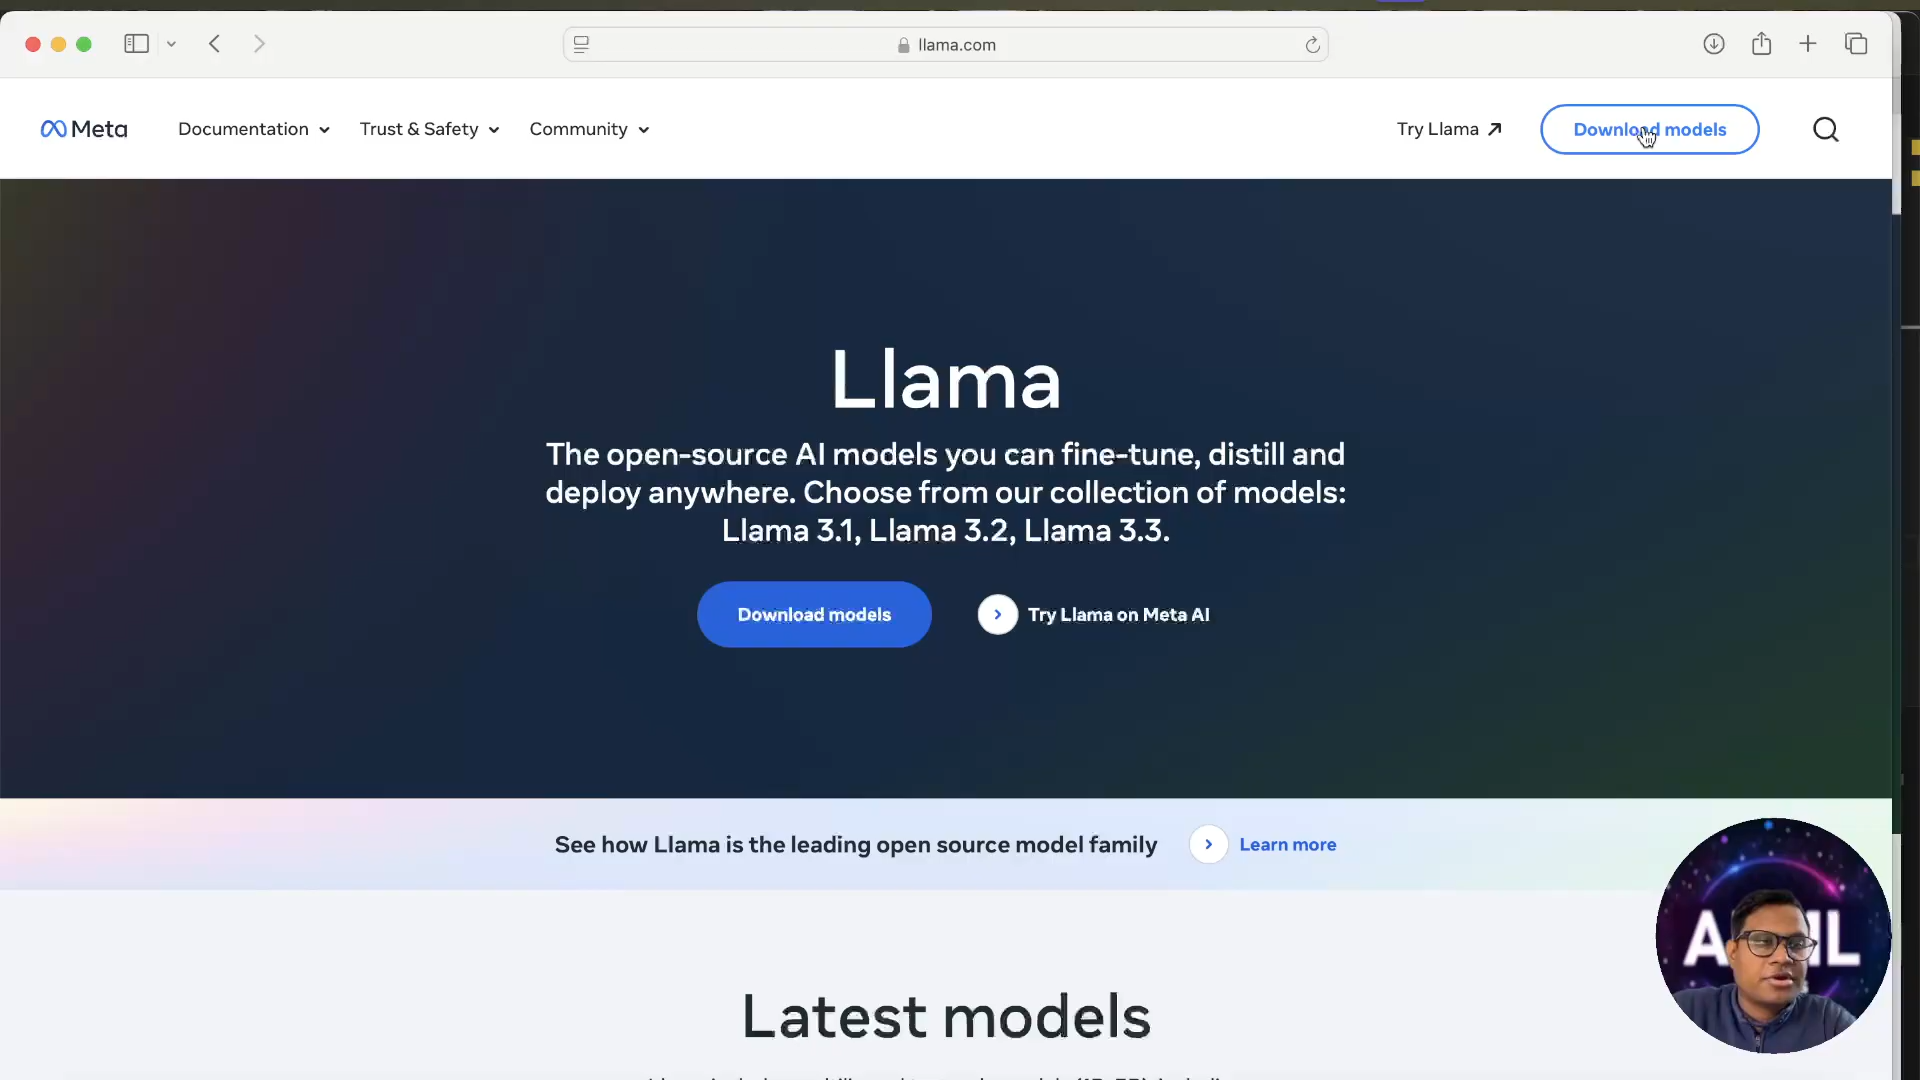 llama.com
Meta
Documentation
Trust & Safety
Community
Try Llama
Download models
Llama
The open-source AI models you can fine-tune, distill and
deploy anywhere. Choose from our collection of models:
Llama 3.1, Llama 3.2, Llama 3.3.
Download models
Try Llama on Meta AI
See how Llama is the leading open source model family
Learn more
Latest models